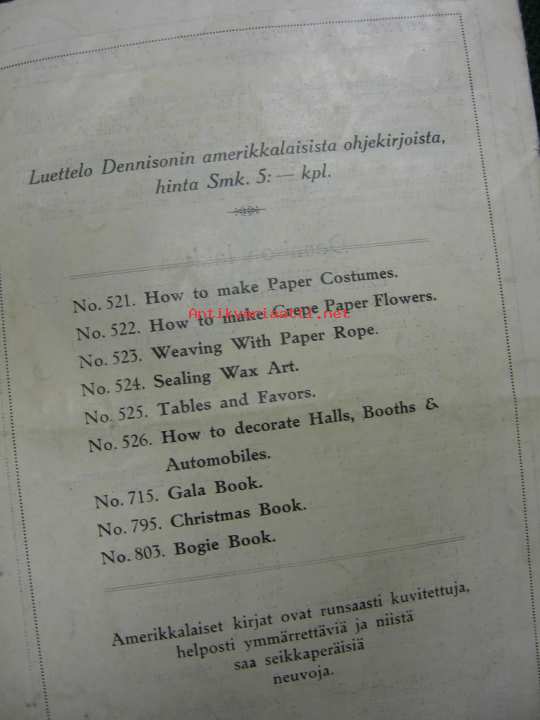 Luettelo Dennisonin amerikkalaisista ohjekirjoista,
hinta Smk. 5: — kpl.
No. 521. How to make Paper Costumes.
No. 522. How to make Crepe Paper Flowers.
Antikvariaatti.net
No. 523. Weaving With Paper Rope.
No. 524. Sealing Wax Art.
No. 525. Tables and Favors.
No. 526. How to decorate Halls, Booths &
Automobiles.
No. 715. Gala Book.
No. 795. Christmas Book.
No. 803. Bogie Book.
Amerikkalaiset kirjat ovat runsaasti kuvitettuja,
helposti ymmärrettäviä ja niistä
saa seikkaperäisiä
neuvoja.